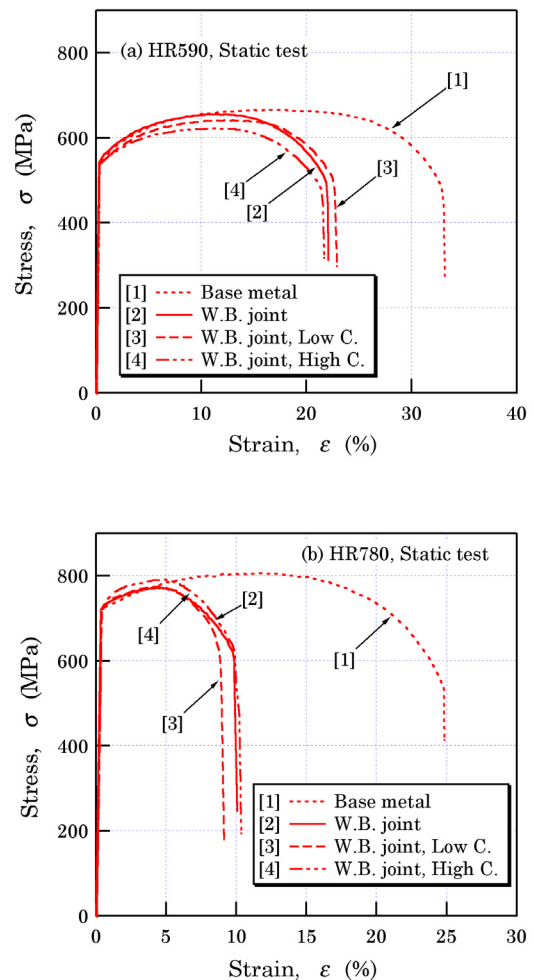 (a) HR590, Static test
800
[1]
600
[4]
[3]
[2]
400
Stress, σ (MPa)
[1] Base metal
[2] W.B. joint
[3] W.B. joint, Low C.
[4] W.B. joint, High C.
200
0
0 10 20 30 40
Strain, ε (%)
(b) HR780, Static test
800
[2]
[4]
[1]
600
[3]
400
Stress, σ (MPa)
[1] Base metal
[2] W.B. joint
[3] W.B. joint, Low C.
[4] W.B. joint, High C.
200
0
0 5 10 15 20 25 30
Strain, ε (%)